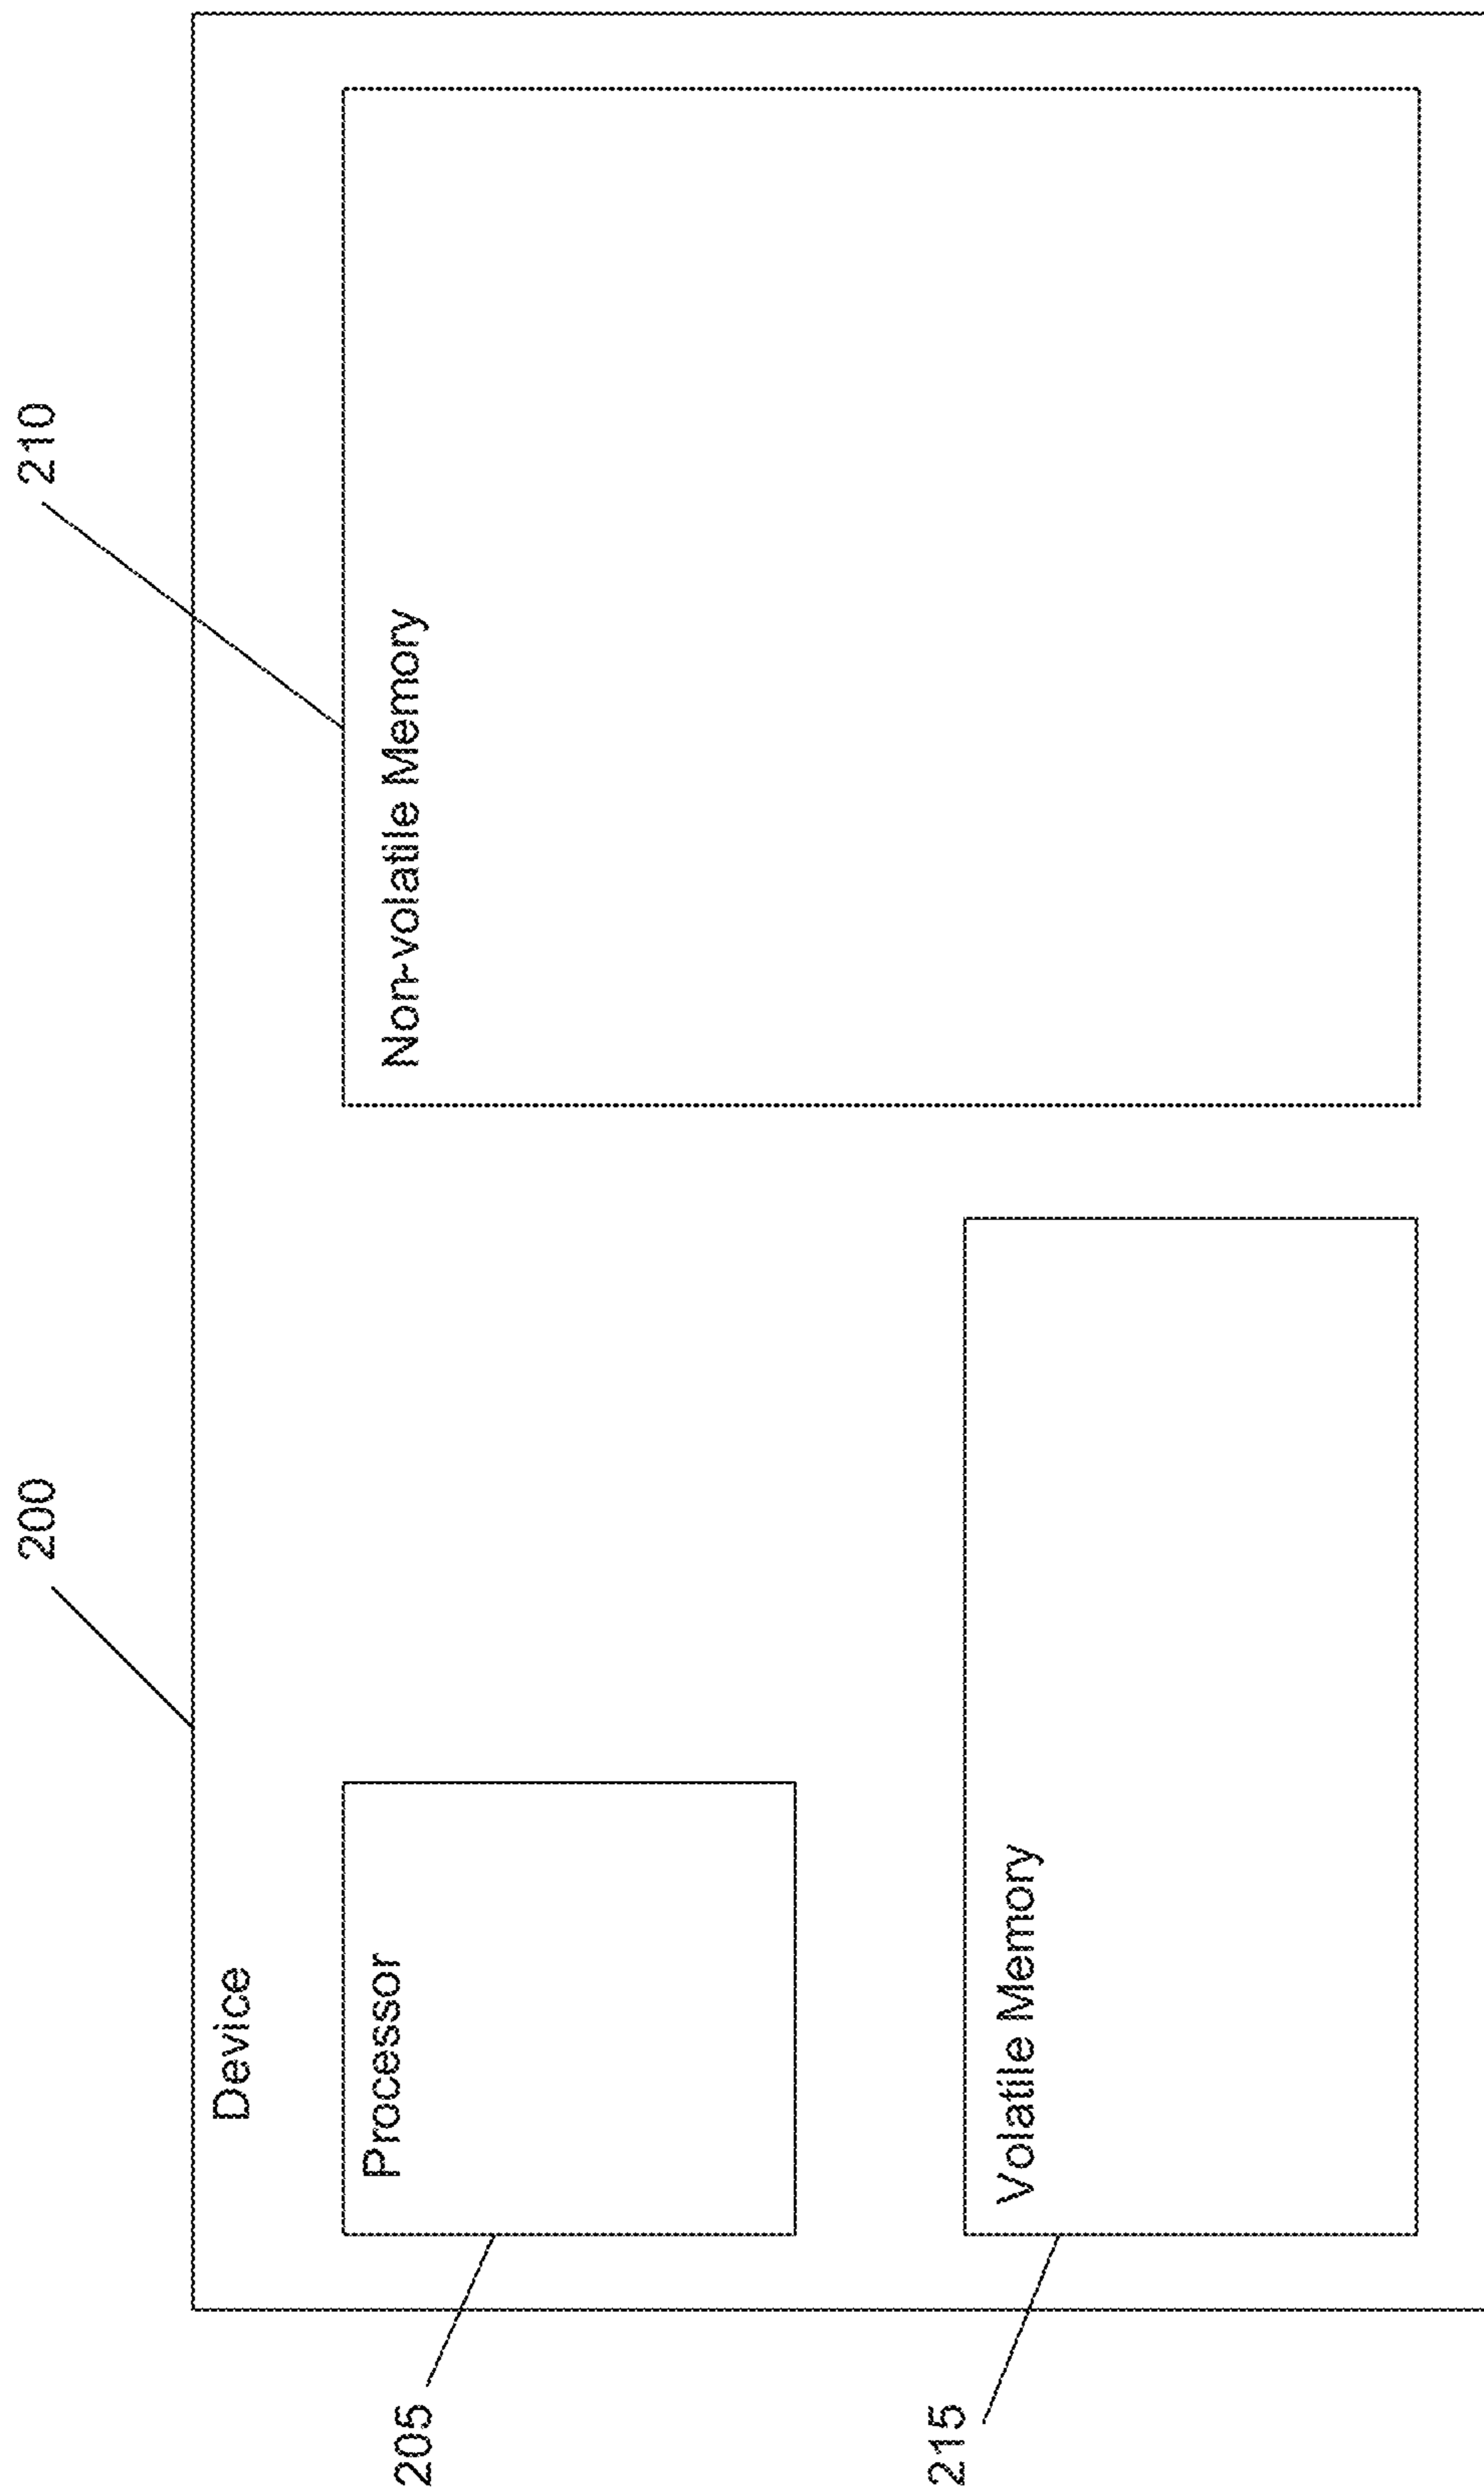 200
210
Device
205
Processor
Non-volatile Memory
215
Volatile Memory